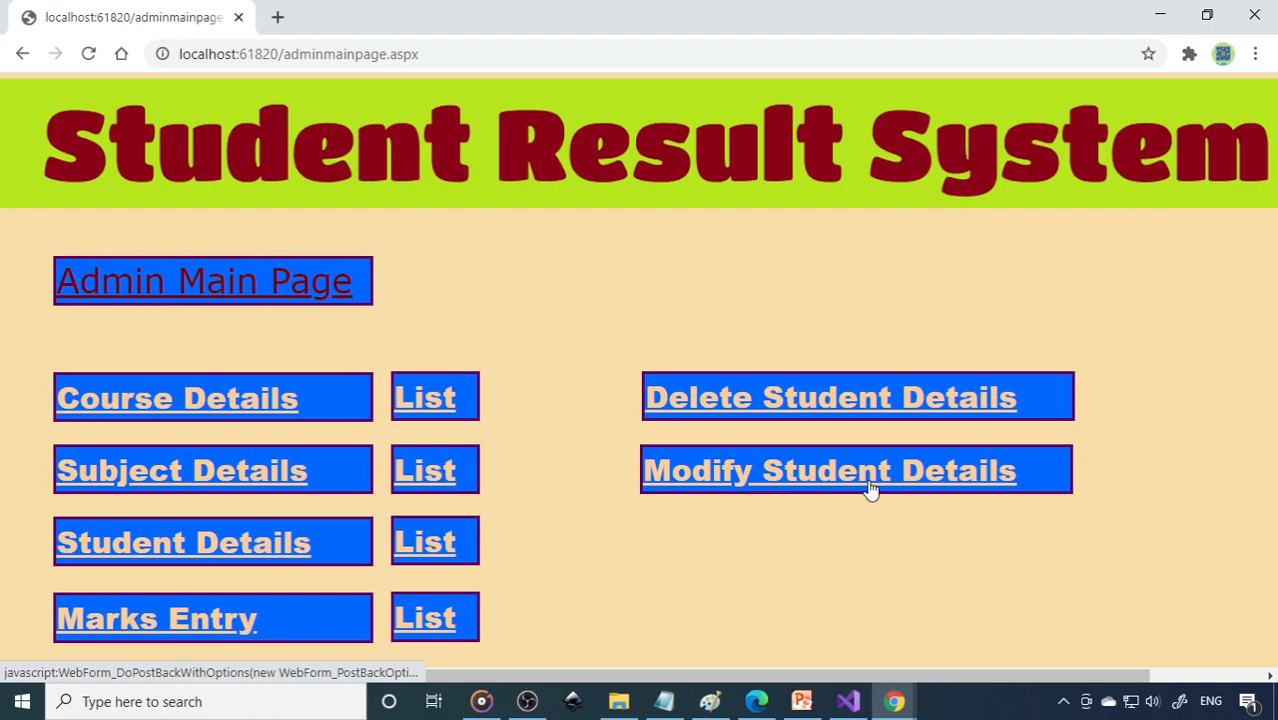 localhost:61820/adminmainpage
localhost:61820/adminmainpage.aspx
Student Result System
Admin Main Page
Course Details List Delete Student Details
Subject Details List Modify Student Details
Student Details List
Marks Entry List
javascript:WebForm_DoPostBackWithOptions(new WebForm_PostBackOpti...
Type here to search
ENG
1